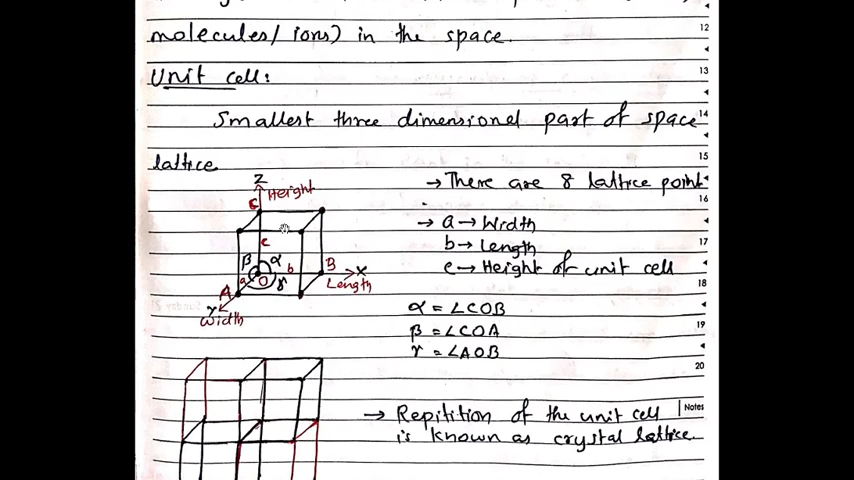 molecules/ ions) in the space.
12
Unit cell:
13
Smallest three dimensional part of space
14
lattice
15
Z
Height
→ There are 8 lattice point
16
C
→ a → Width
c
b → Length
17
β α b B X
c → Height of unit cell
a O γ
Length
18
A
Y
Width
α = ∠COB
β = ∠COA
19
γ = ∠AOB
20
→ Repitition of the unit cell
Notes
is known as crystal lattice.